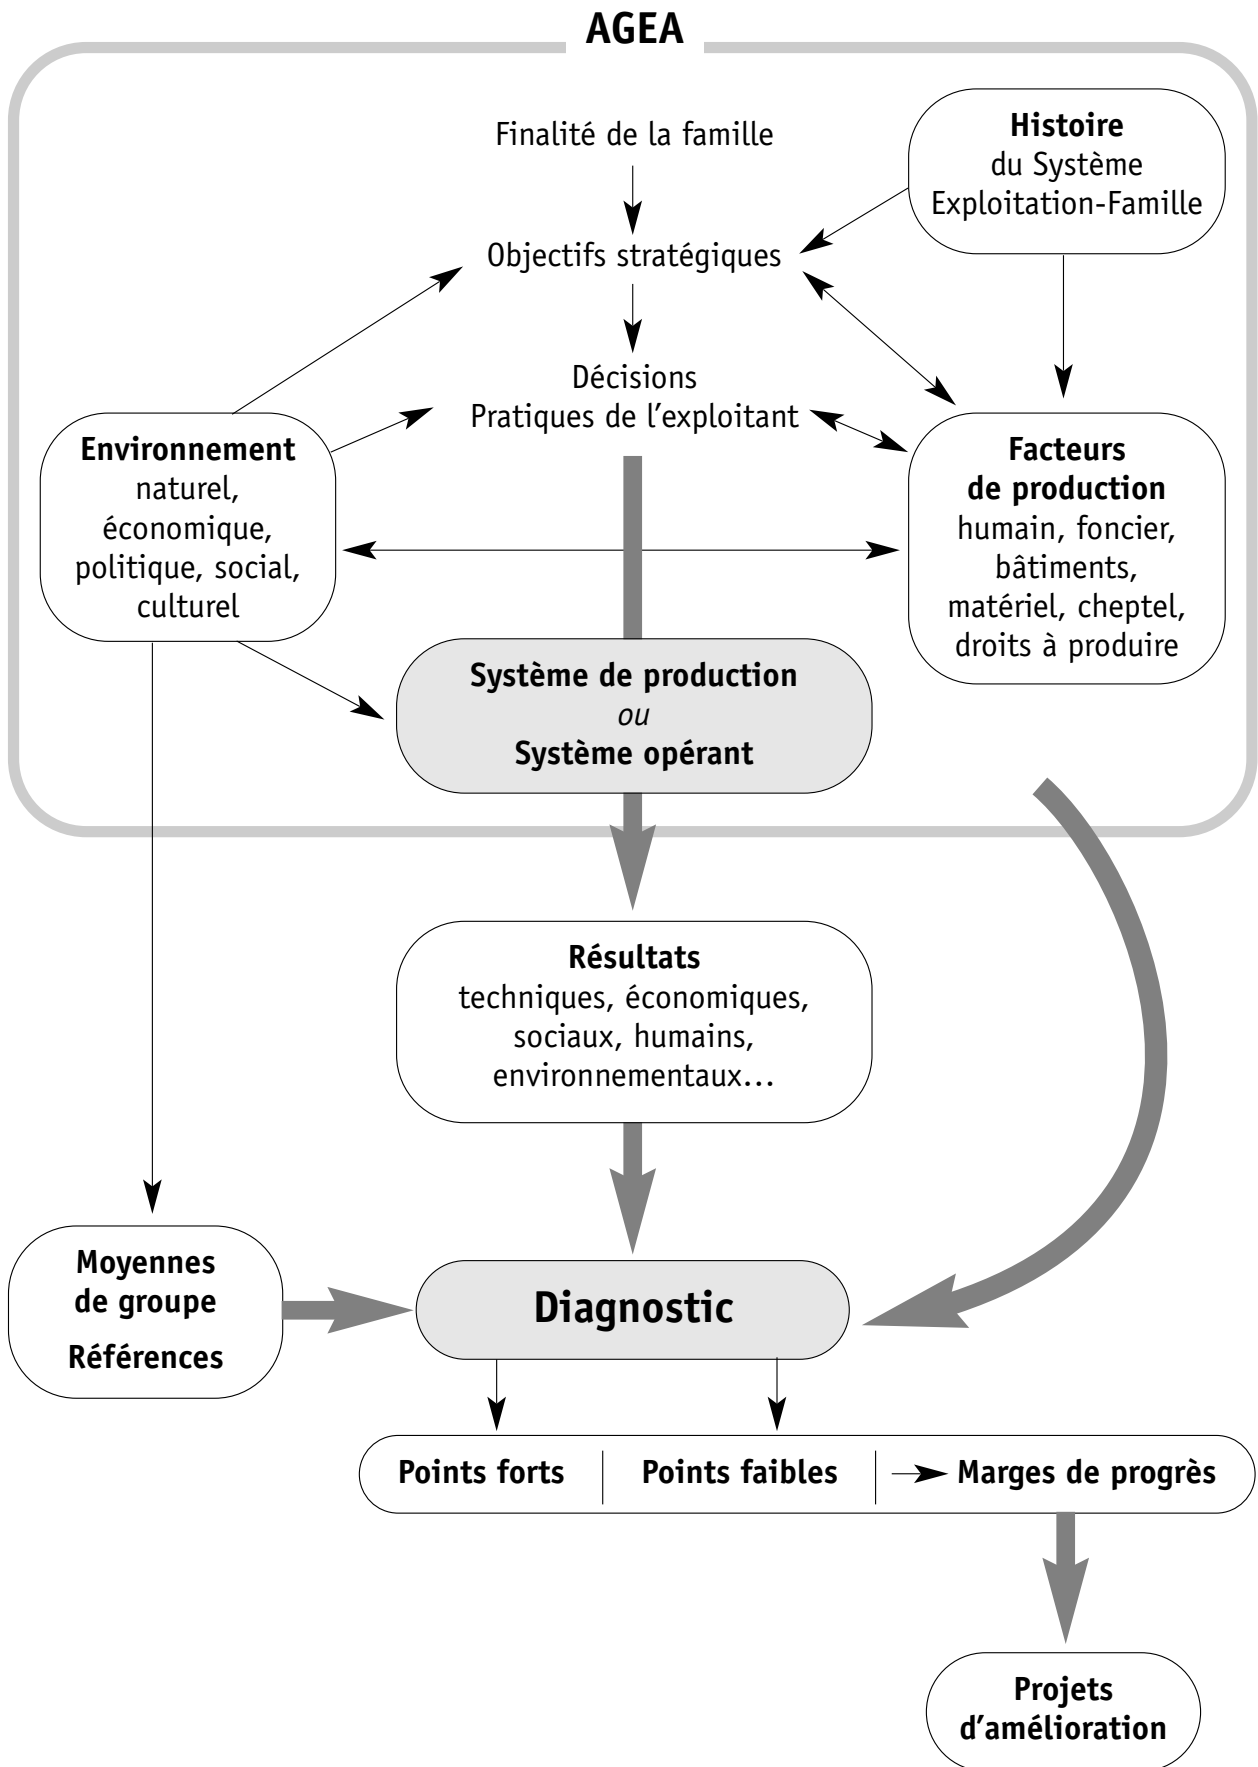 AGEA
Finalité de la famille
Histoire
du Système
Exploitation-Famille
Objectifs stratégiques
Décisions
Pratiques de l’exploitant
Environnement
naturel,
économique,
politique, social,
culturel
Facteurs
de production
humain, foncier,
bâtiments,
matériel, cheptel,
droits à produire
Système de production
ou
Système opérant
Résultats
techniques, économiques,
sociaux, humains,
environnementaux…
Moyennes
de groupe
Références
Diagnostic
Points forts
Points faibles
Marges de progrès
Projets
d’amélioration